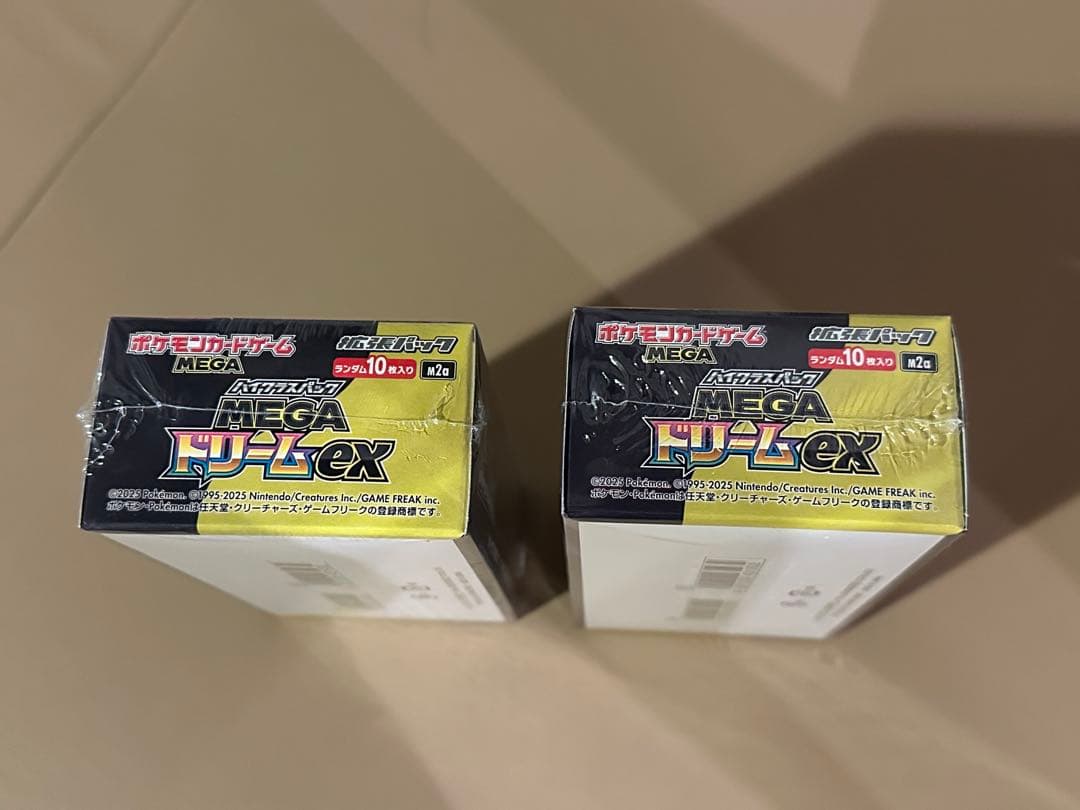 ポケモンカードゲーム
MEGA
拡張パック
ランダム10枚入り M2a
ハイクラスパック
MEGA
ドリームex
©2025 Pokémon. ©1995-2025 Nintendo/Creatures Inc./GAME FREAK inc.
ポケモン・Pokémonは任天堂・クリーチャーズ・ゲームフリークの登録商標です。
ポケモンカードゲーム
MEGA
拡張パック
ランダム10枚入り M2a
ハイクラスパック
MEGA
ドリームex
©2025 Pokémon. ©1995-2025 Nintendo/Creatures Inc./GAME FREAK inc.
ポケモン・Pokémonは任天堂・クリーチャーズ・ゲームフリークの登録商標です。